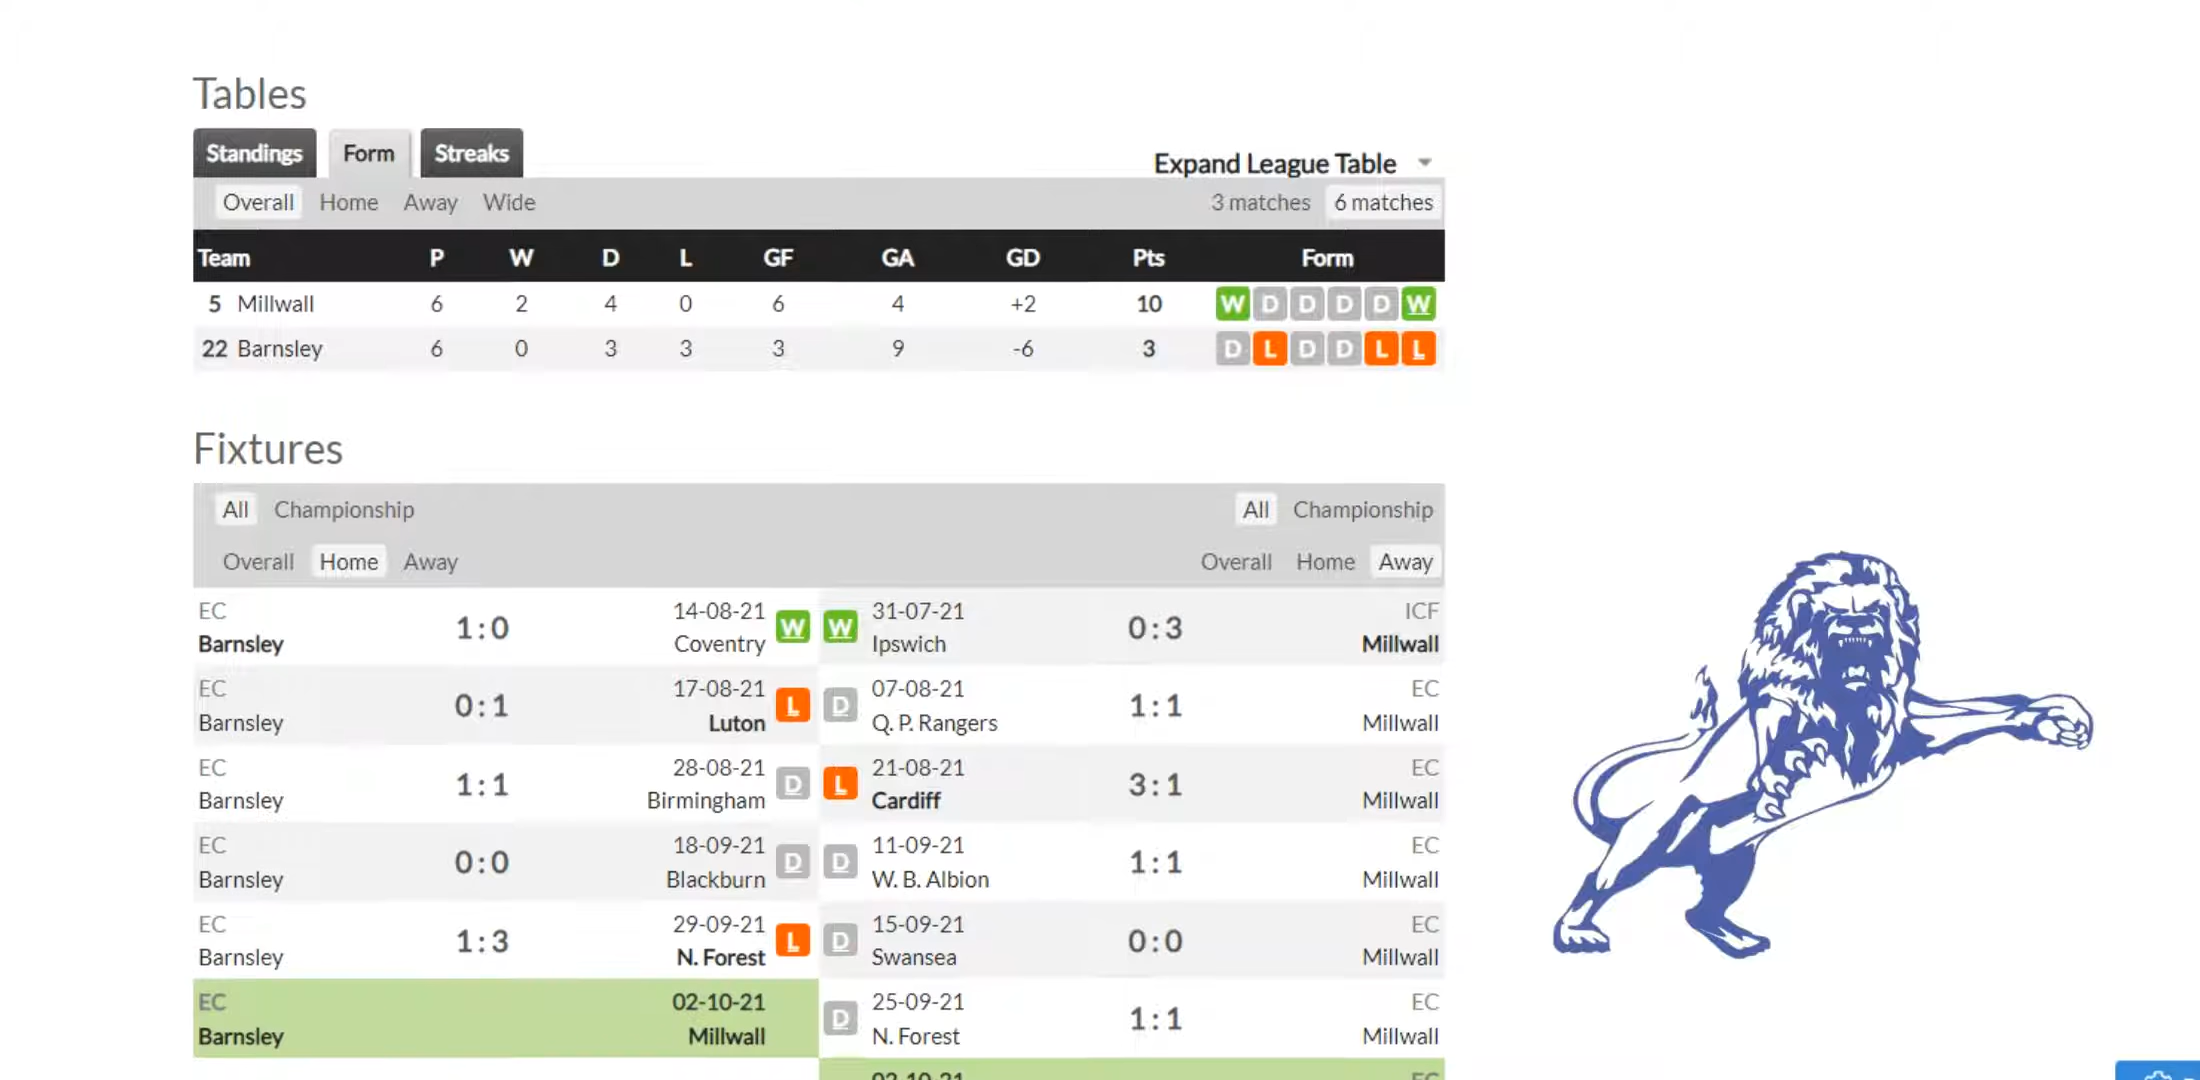 Tables
Standings Form Streaks
Expand League Table
Overall Home Away Wide 3 matches 6 matches
Team P W D L GF GA GD Pts Form
5 Millwall 6 2 4 0 6 4 +2 10 W D D D D W
22 Barnsley 6 0 3 3 3 9 -6 3 D L D D L L
Fixtures
All Championship All Championship
Overall Home Away Overall Home Away
EC 14-08-21 31-07-21 ICF
1:0 W W 0:3
Barnsley Coventry Ipswich Millwall
EC 17-08-21 07-08-21 EC
0:1 L D 1:1
Barnsley Luton Q. P. Rangers Millwall
EC 28-08-21 21-08-21 EC
1:1 D L 3:1
Barnsley Birmingham Cardiff Millwall
EC 18-09-21 11-09-21 EC
0:0 D D 1:1
Barnsley Blackburn W. B. Albion Millwall
EC 29-09-21 15-09-21 EC
1:3 L D 0:0
Barnsley N. Forest Swansea Millwall
EC 02-10-21 25-09-21 EC
D 1:1
Barnsley Millwall N. Forest Millwall
02-10-21 EC